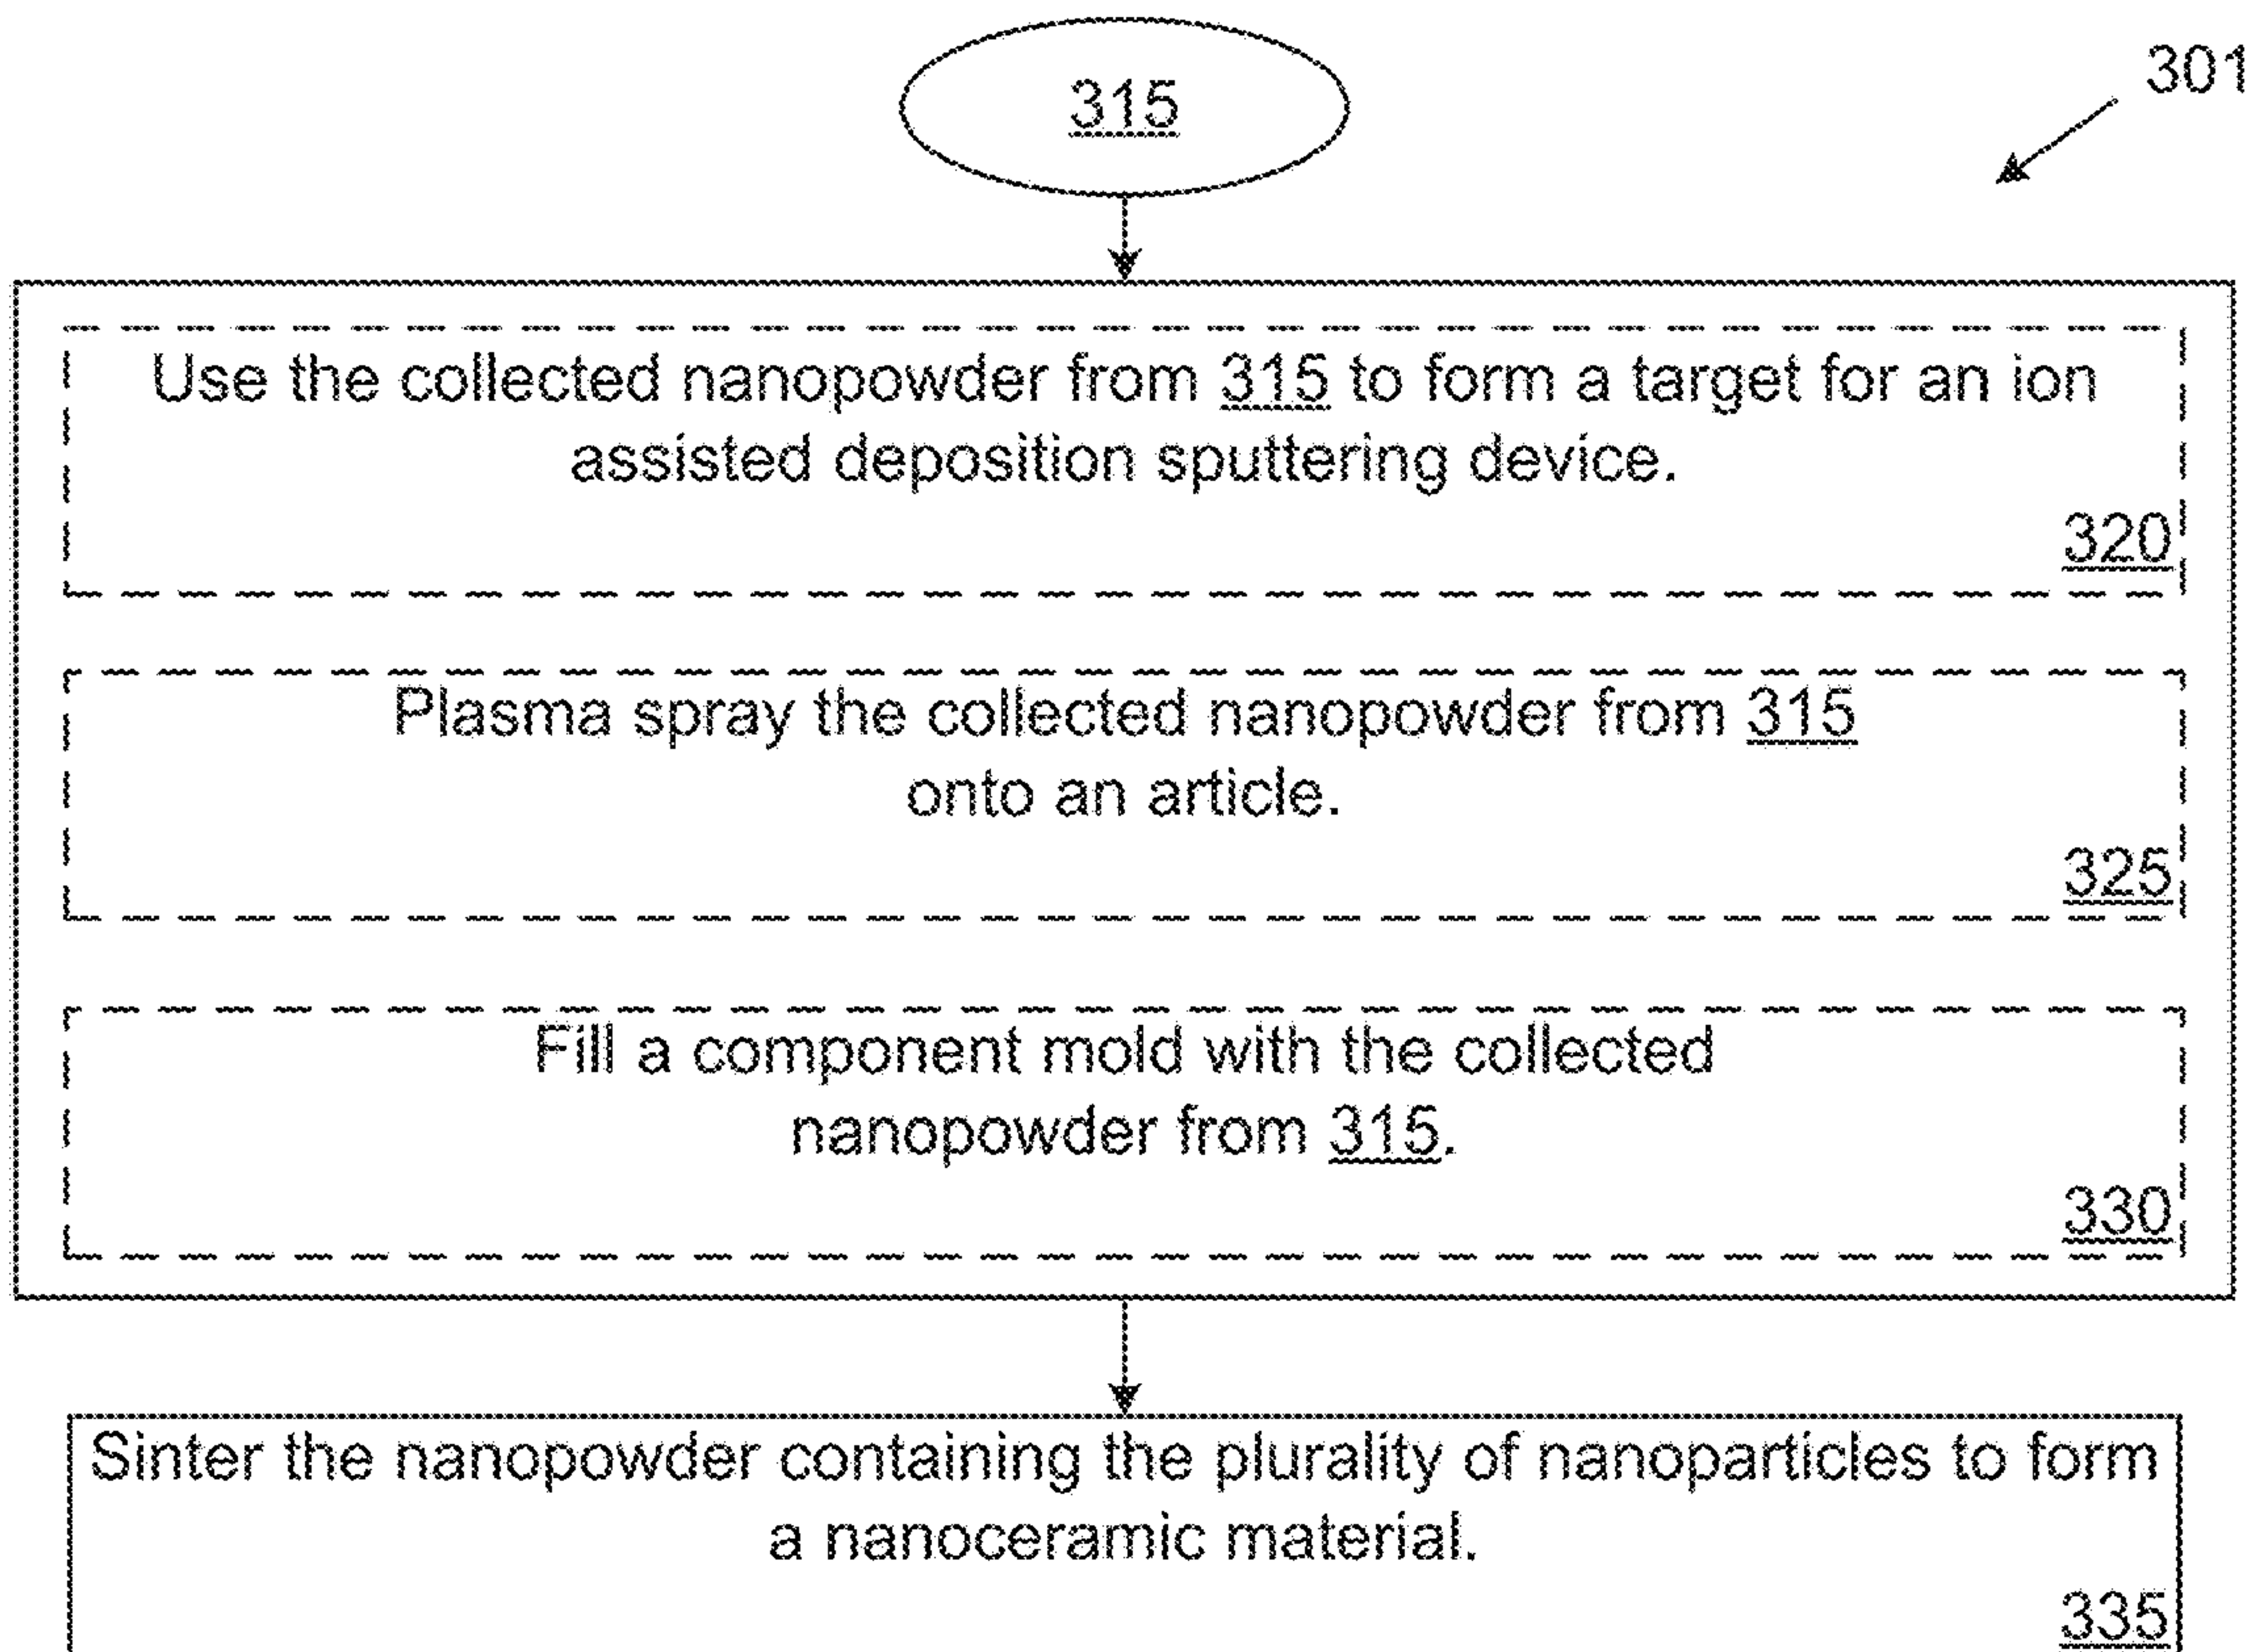 315
301
Use the collected nanopowder from 315 to form a target for an ion
assisted deposition sputtering device.
320
Plasma spray the collected nanopowder from 315
onto an article.
325
Fill a component mold with the collected
nanopowder from 315.
330
Sinter the nanopowder containing the plurality of nanoparticles to form
a nanoceramic material.
335